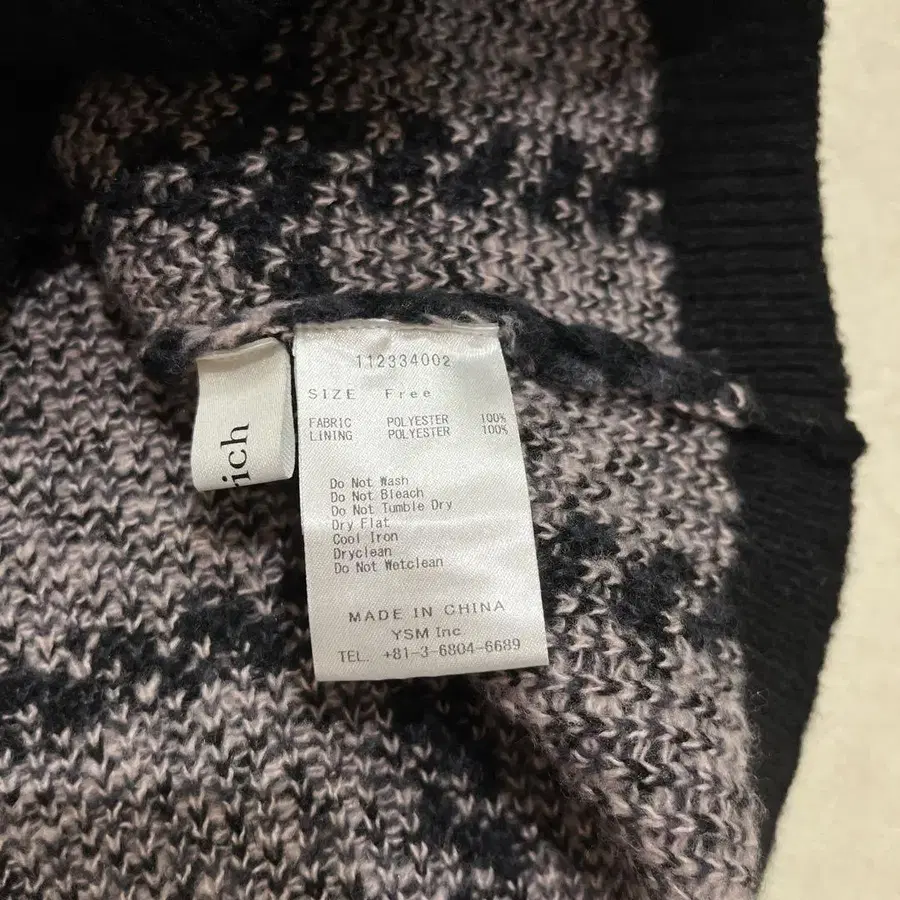 rich
112334002
SIZE Free
FABRIC POLYESTER 100%
LINING POLYESTER 100%
Do Not Wash
Do Not Bleach
Do Not Tumble Dry
Dry Flat
Cool Iron
Dryclean
Do Not Wetclean
MADE IN CHINA
YSM Inc
TEL. +81-3-6804-6689